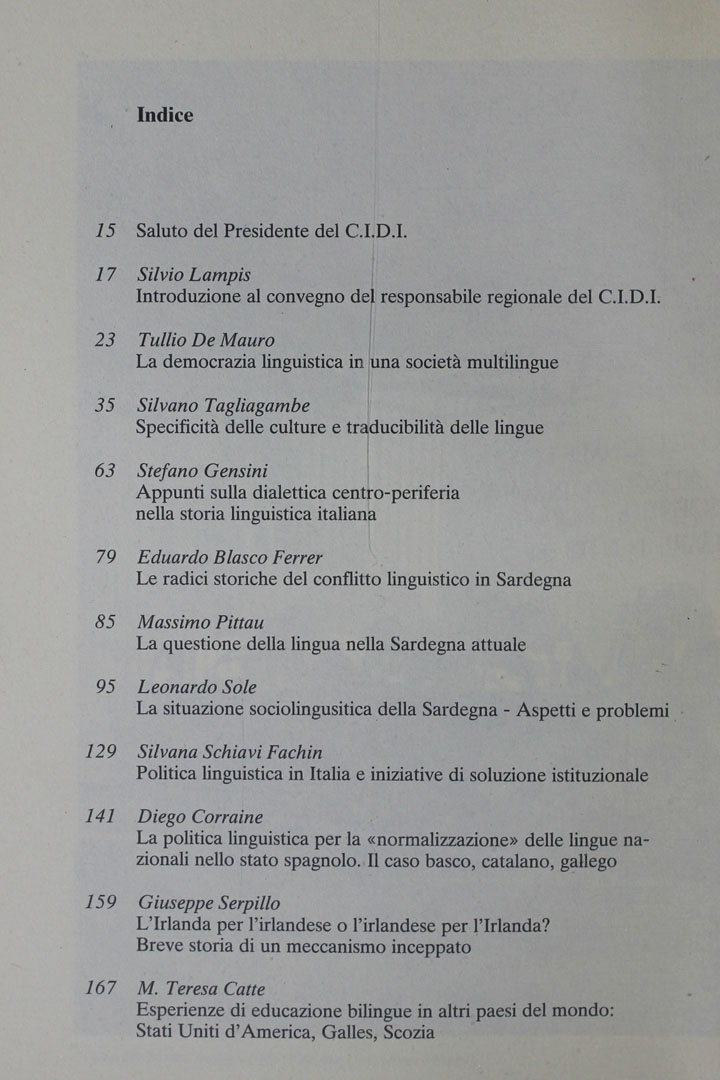 Indice
15 Saluto del Presidente del C.I.D.I.
17 Silvio Lampis
Introduzione al convegno del responsabile regionale del C.I.D.I.
23 Tullio De Mauro
La democrazia linguistica in una società multilingue
35 Silvano Tagliagambe
Specificità delle culture e traducibilità delle lingue
63 Stefano Gensini
Appunti sulla dialettica centro-periferia
nella storia linguistica italiana
79 Eduardo Blasco Ferrer
Le radici storiche del conflitto linguistico in Sardegna
85 Massimo Pittau
La questione della lingua nella Sardegna attuale
95 Leonardo Sole
La situazione sociolingusitica della Sardegna - Aspetti e problemi
129 Silvana Schiavi Fachin
Politica linguistica in Italia e iniziative di soluzione istituzionale
141 Diego Corraine
La politica linguistica per la «normalizzazione» delle lingue na-
zionali nello stato spagnolo. Il caso basco, catalano, gallego
159 Giuseppe Serpillo
L'Irlanda per l'irlandese o l'irlandese per l'Irlanda?
Breve storia di un meccanismo inceppato
167 M. Teresa Catte
Esperienze di educazione bilingue in altri paesi del mondo:
Stati Uniti d'America, Galles, Scozia